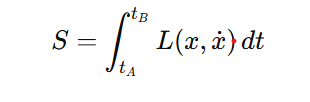 S = ∫_{t_A}^{t_B} L(x, ẋ) dt